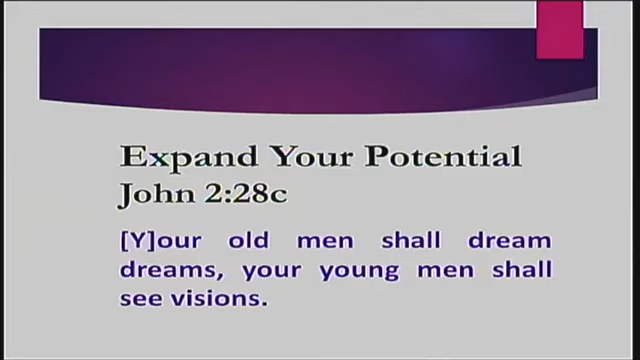 Expand Your Potential
John 2:28c
[Y]our old men shall dream
dreams, your young men shall
see visions.